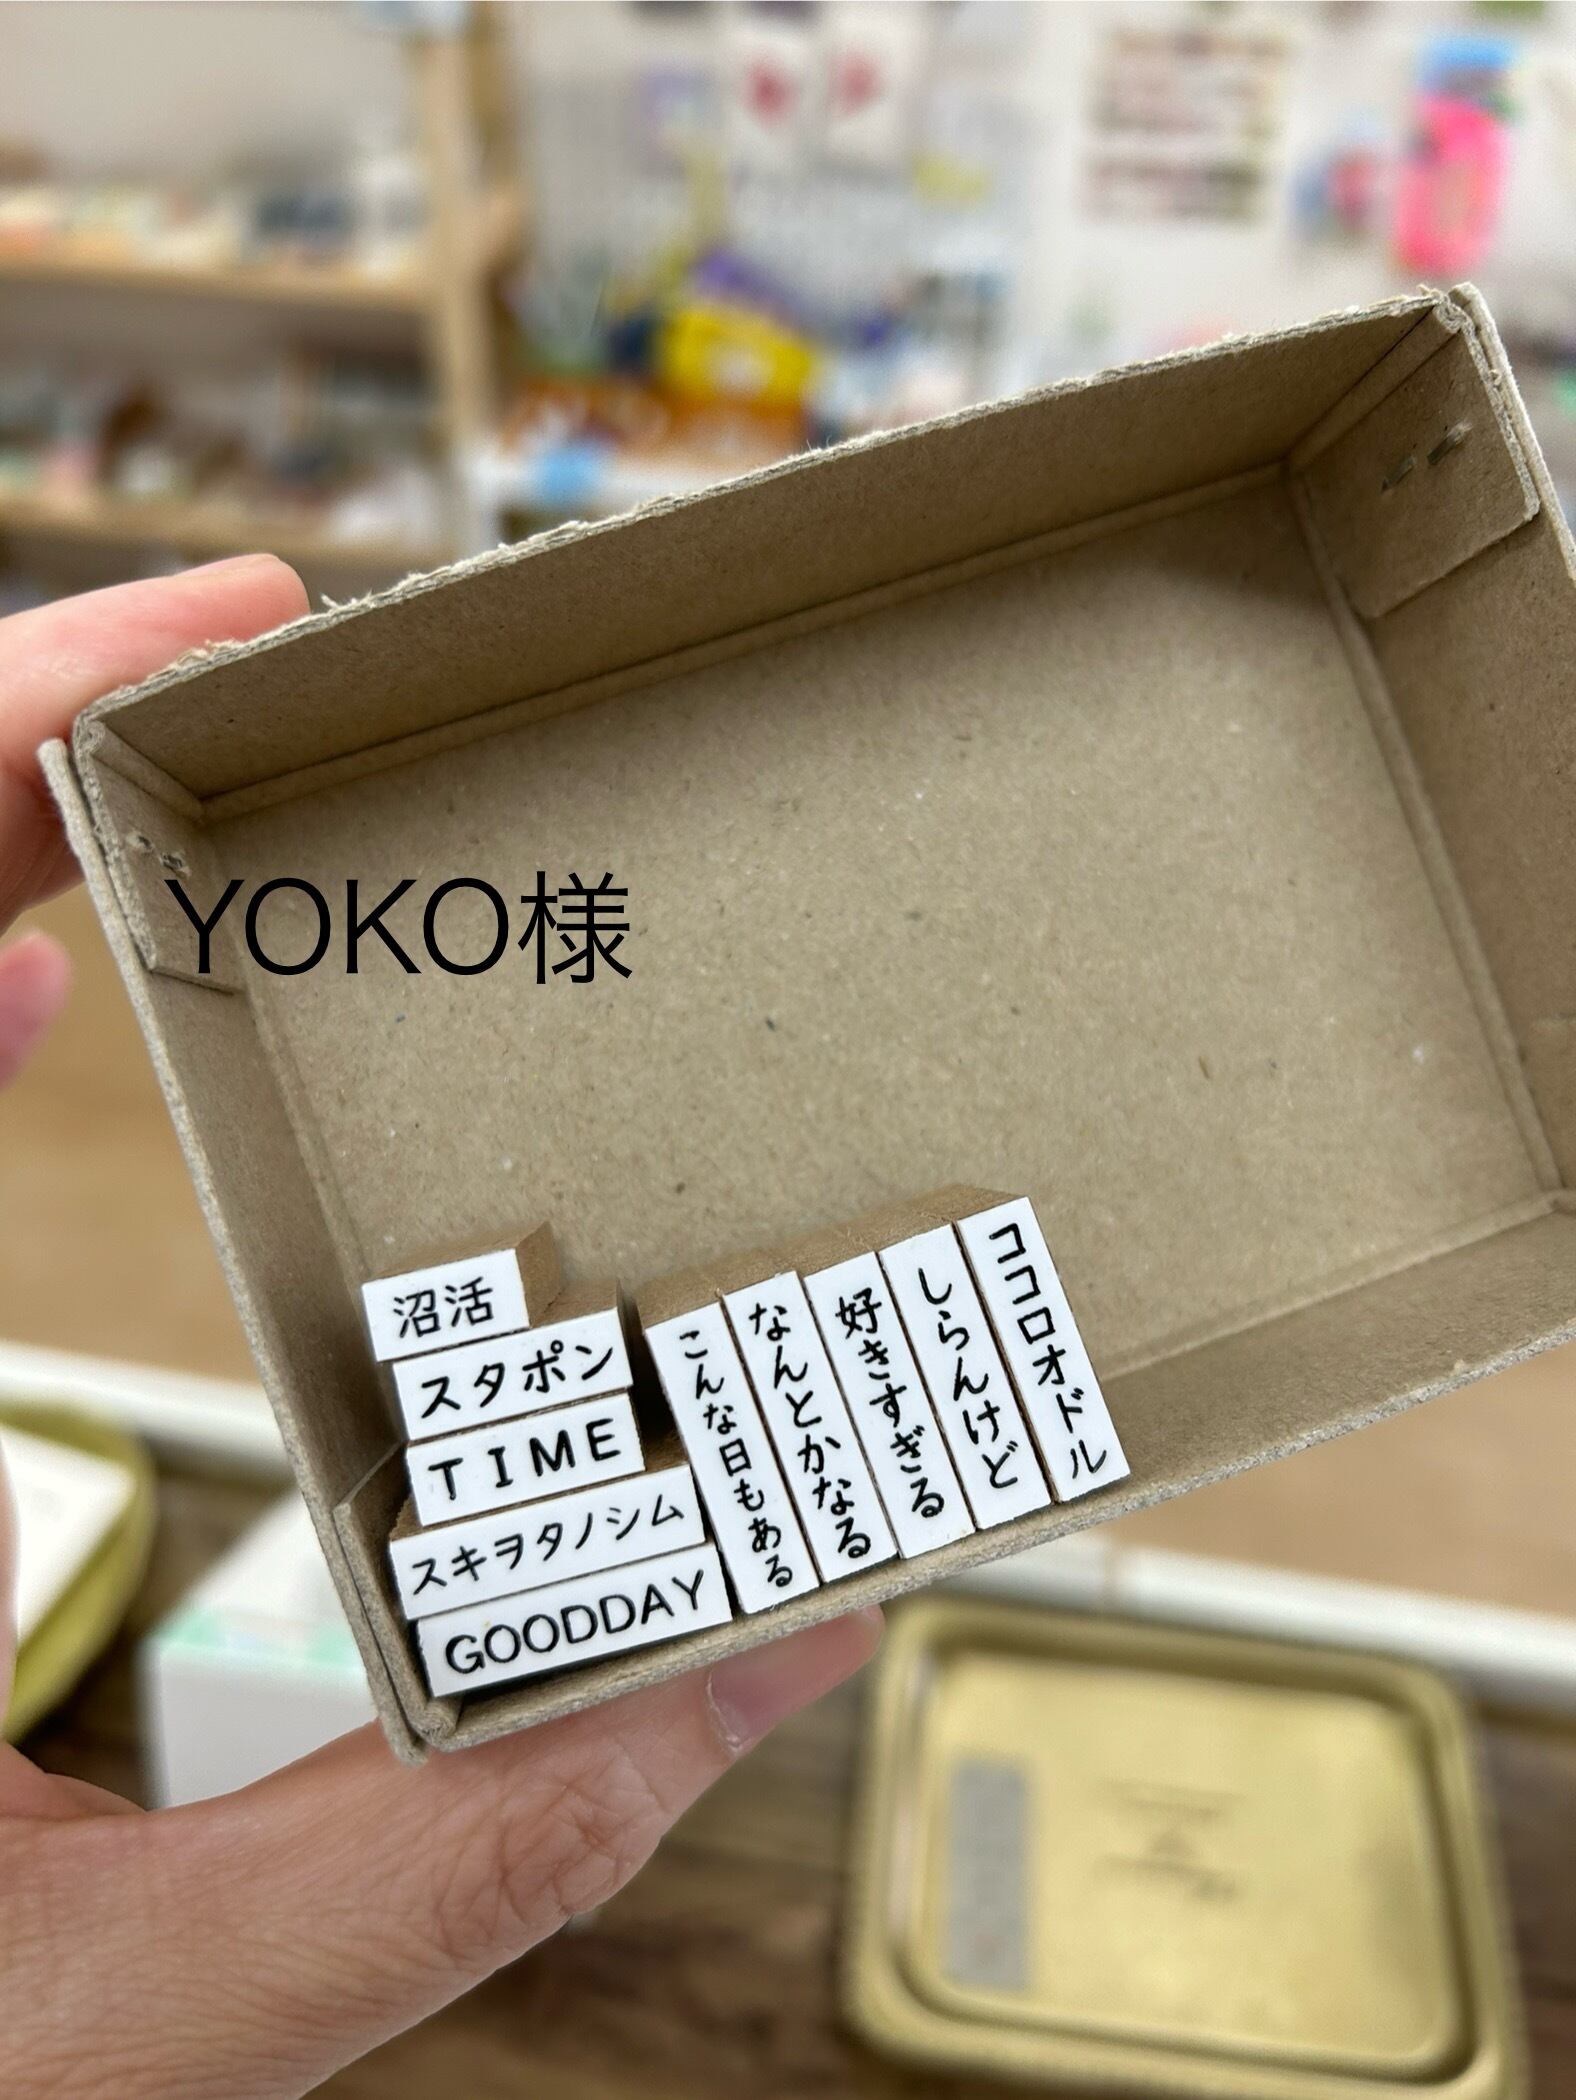 YOKO様
沼活
スタポン
TIME
スキヲタノシム
GOODDAY
こんな日もある
なんとかなる
好きすぎる
しらんけど
ココロオドル